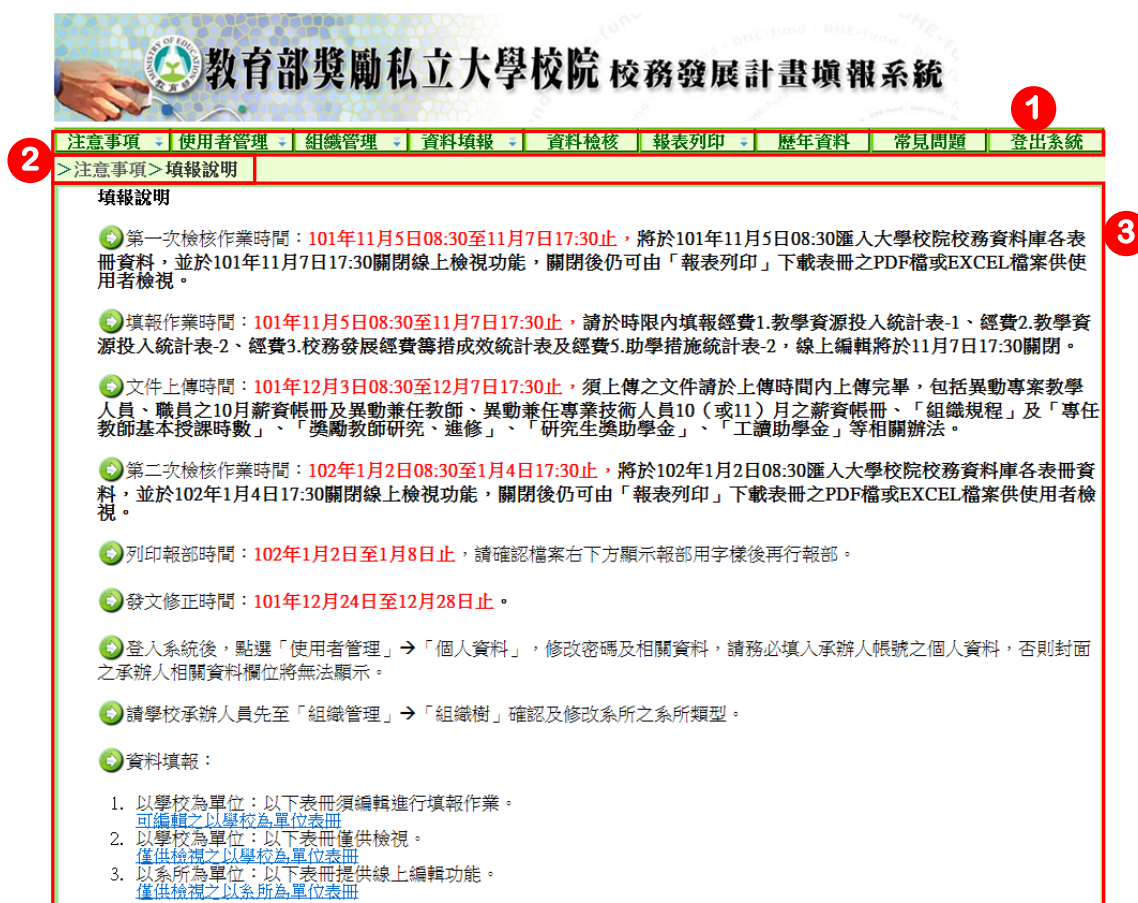 教育部獎勵私立大學校院 校務發展計畫填報系統
1
注意事項 使用者管理 組織管理 資料填報 資料檢核 報表列印 歷年資料 常見問題 登出系統
2
>注意事項>填報說明
3
填報說明
第一次檢核作業時間：101年11月5日08:30至11月7日17:30止，將於101年11月5日08:30匯入大學校院校務資料庫各表
冊資料，並於101年11月7日17:30關閉線上檢視功能，關閉後仍可由「報表列印」下載表冊之PDF檔或EXCEL檔案供使
用者檢視。
填報作業時間：101年11月5日08:30至11月7日17:30止，請於時限內填報經費1.教學資源投入統計表-1、經費2.教學資
源投入統計表-2、經費3.校務發展經費籌措成效統計表及經費5.助學措施統計表-2，線上編輯將於11月7日17:30關閉。
文件上傳時間：101年12月3日08:30至12月7日17:30止，須上傳之文件請於上傳時間內上傳完畢，包括異動專案教學
人員、職員之10月薪資帳冊及異動兼任教師、異動兼任專業技術人員10（或11）月之薪資帳冊、「組織規程」及「專任
教師基本授課時數」、「獎勵教師研究、進修」、「研究生獎助學金」、「工讀助學金」等相關辦法。
第二次檢核作業時間：102年1月2日08:30至1月4日17:30止，將於102年1月2日08:30匯入大學校院校務資料庫各表冊資
料，並於102年1月4日17:30關閉線上檢視功能，關閉後仍可由「報表列印」下載表冊之PDF檔或EXCEL檔案供使用者檢
視。
列印報部時間：102年1月2日至1月8日止，請確認檔案右下方顯示報部用字樣後再行報部。
發文修正時間：101年12月24日至12月28日止。
登入系統後，點選「使用者管理」→「個人資料」，修改密碼及相關資料，請務必填入承辦人帳號之個人資料，否則封面
之承辦人相關資料欄位將無法顯示。
請學校承辦人員先至「組織管理」→「組織樹」確認及修改系所之系所類型。
資料填報：
1. 以學校為單位：以下表冊須編輯進行填報作業。
可編輯之以學校為單位表冊
2. 以學校為單位：以下表冊僅供檢視。
僅供檢視之以學校為單位表冊
3. 以系所為單位：以下表冊提供線上編輯功能。
僅供檢視之以系所為單位表冊